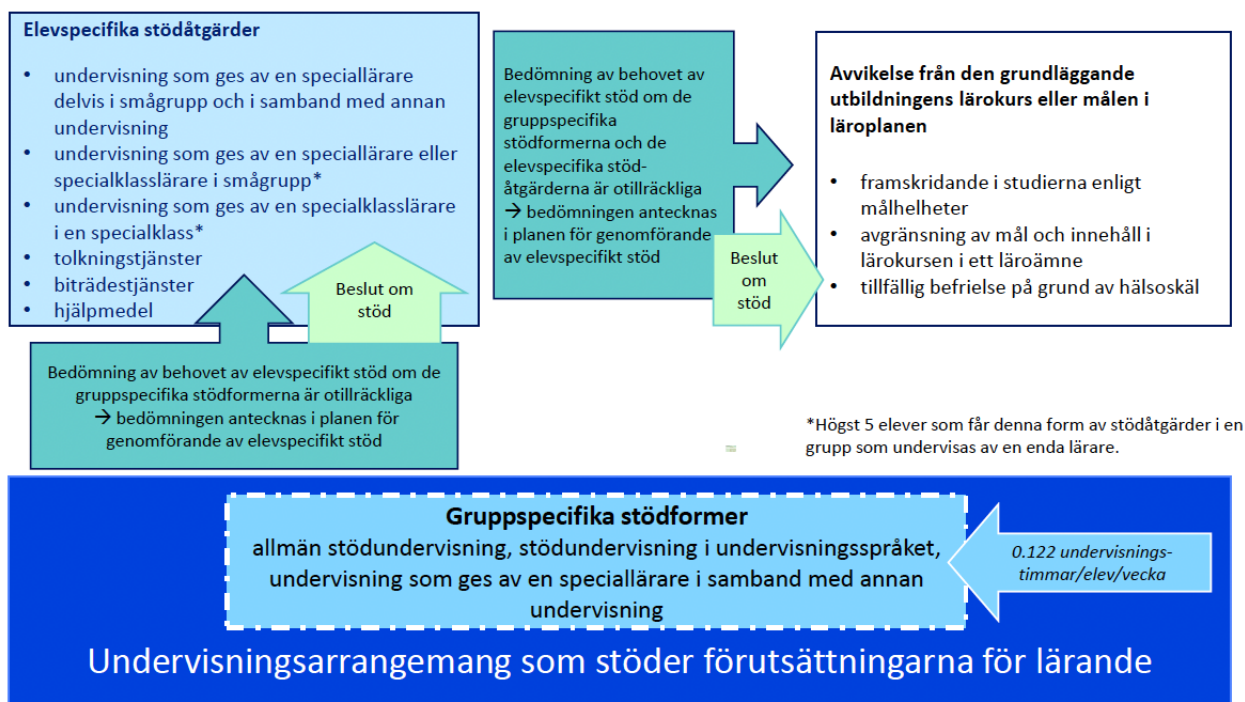 Elevspecifika stödåtgärder
• undervisning som ges av en speciallärare
delvis i smågrupp och i samband med annan
undervisning
• undervisning som ges av en speciallärare eller
specialklasslärare i smågrupp*
• undervisning som ges av en specialklasslärare
i en specialklass*
• tolkningstjänster
• biträdestjänster
• hjälpmedel
Beslut om
stöd
Bedömning av behovet av elevspecifikt stöd om de
gruppspecifika stödformerna är otillräckliga
→ bedömningen antecknas i planen för
genomförande av elevspecifikt stöd
Bedömning av behovet av
elevspecifikt stöd om de
gruppspecifika
stödformerna och de
elevspecifika stöd-
åtgärderna är otillräckliga
→ bedömningen antecknas
i planen för genomförande
av elevspecifikt stöd
Beslut om
stöd
Avvikelse från den grundläggande
utbildningens lärokurs eller målen i
läroplanen
• framskridande i studierna enligt
målhelheter
• avgränsning av mål och innehåll i
lärokursen i ett läroämne
• tillfällig befrielse på grund av hälsoskäl
*Högst 5 elever som får denna form av stödåtgärder i en
grupp som undervisas av en enda lärare.
Gruppspecifika stödformer
allmän stödundervisning, stödundervisning i undervisningsspråket,
undervisning som ges av en speciallärare i samband med annan
undervisning
0.122 undervisnings-
timmar/elev/vecka
Undervisningsarrangemang som stöder förutsättningarna för lärande